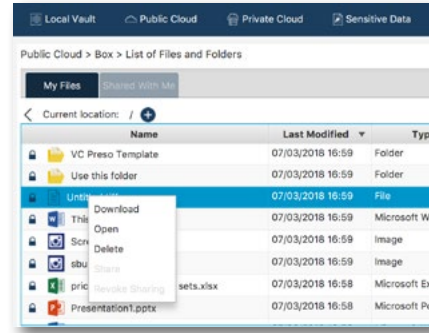 Local Vault Public Cloud Private Cloud Sensitive Data
Public Cloud > Box > List of Files and Folders
My Files Shared With Me
Current location: /
Name Last Modified Typ
VC Preso Template 07/03/2018 16:59 Folder
Use this folder 07/03/2018 16:59 Folder
07/03/2018 16:59 File
Download
This 07/03/2018 16:59 Microsoft W
Open
Scre 07/03/2018 16:59 Image
Delete
sbu 07/03/2018 16:59 Image
Share
pric sets.xlsx 07/03/2018 16:58 Microsoft Ex
Revoke Sharing
Presentation1.pptx 07/03/2018 16:58 Microsoft Po